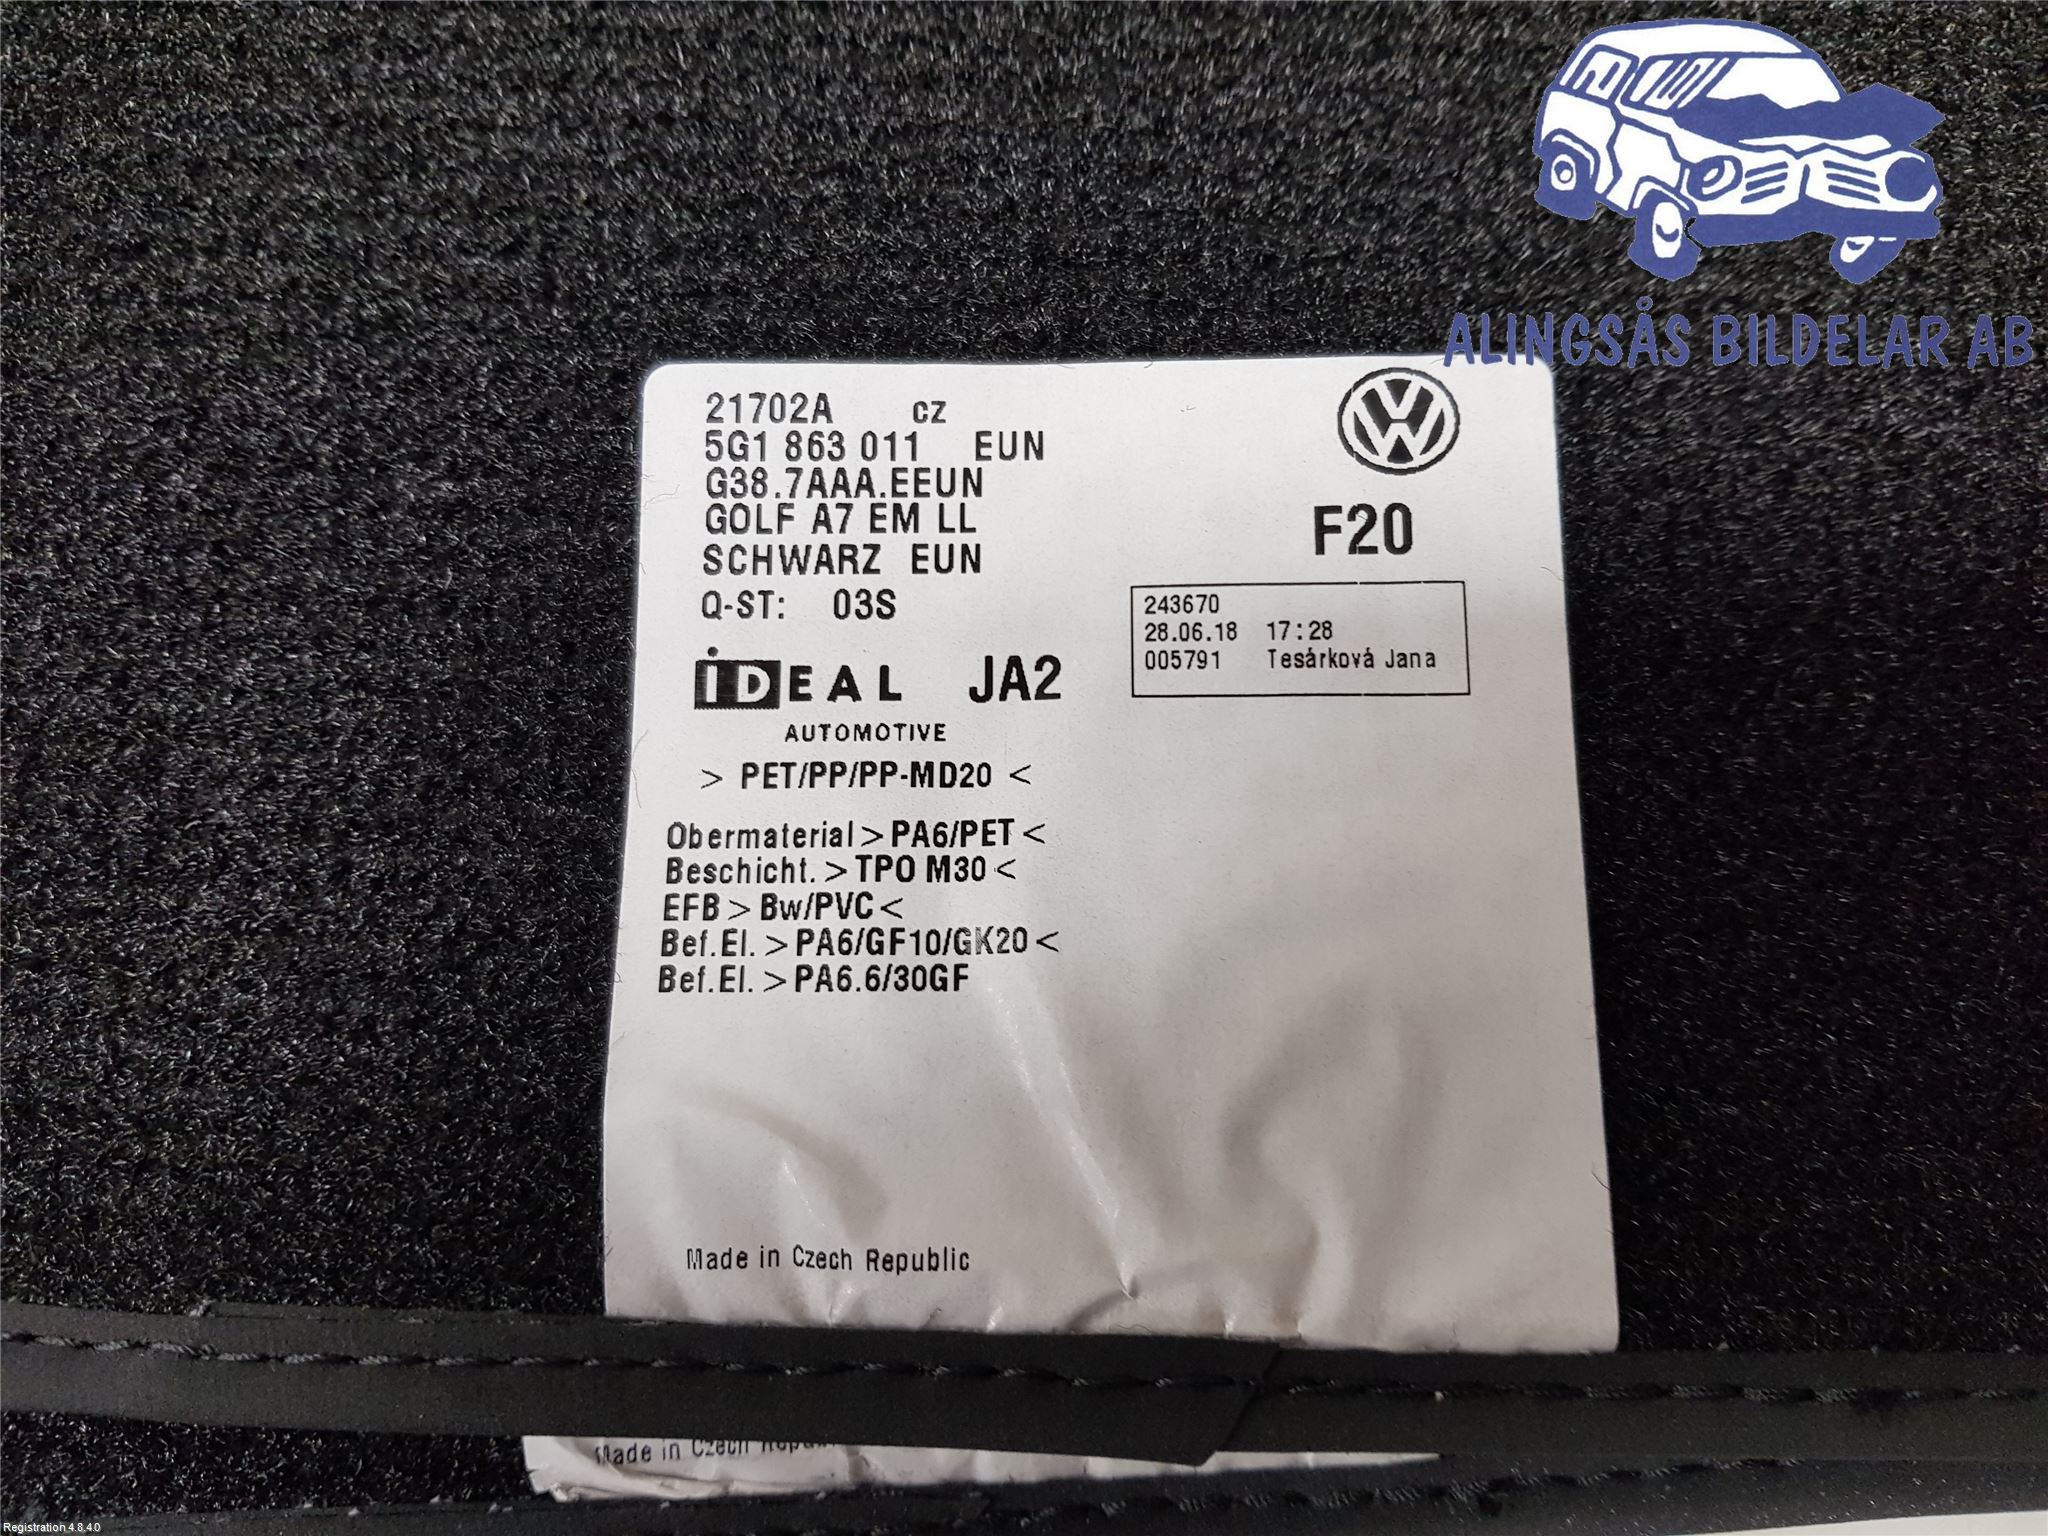 ALINGSÅS BILDELAR AB
21702A CZ
5G1 863 011 EUN
G38.7AAA.EEUN
GOLF A7 EM LL
SCHWARZ EUN
Q-ST: 03S
F20
243670
28.06.18 17:28
005791 Tesárková Jana
iDEAL JA2
AUTOMOTIVE
> PET/PP/PP-MD20 <
Obermaterial > PA6/PET <
Beschicht. > TPO M30 <
EFB > Bw/PVC <
Bef.El. > PA6/GF10/GK20 <
Bef.El. > PA6.6/30GF
Made in Czech Republic
Made in Czech
Registration 4.8.4.0